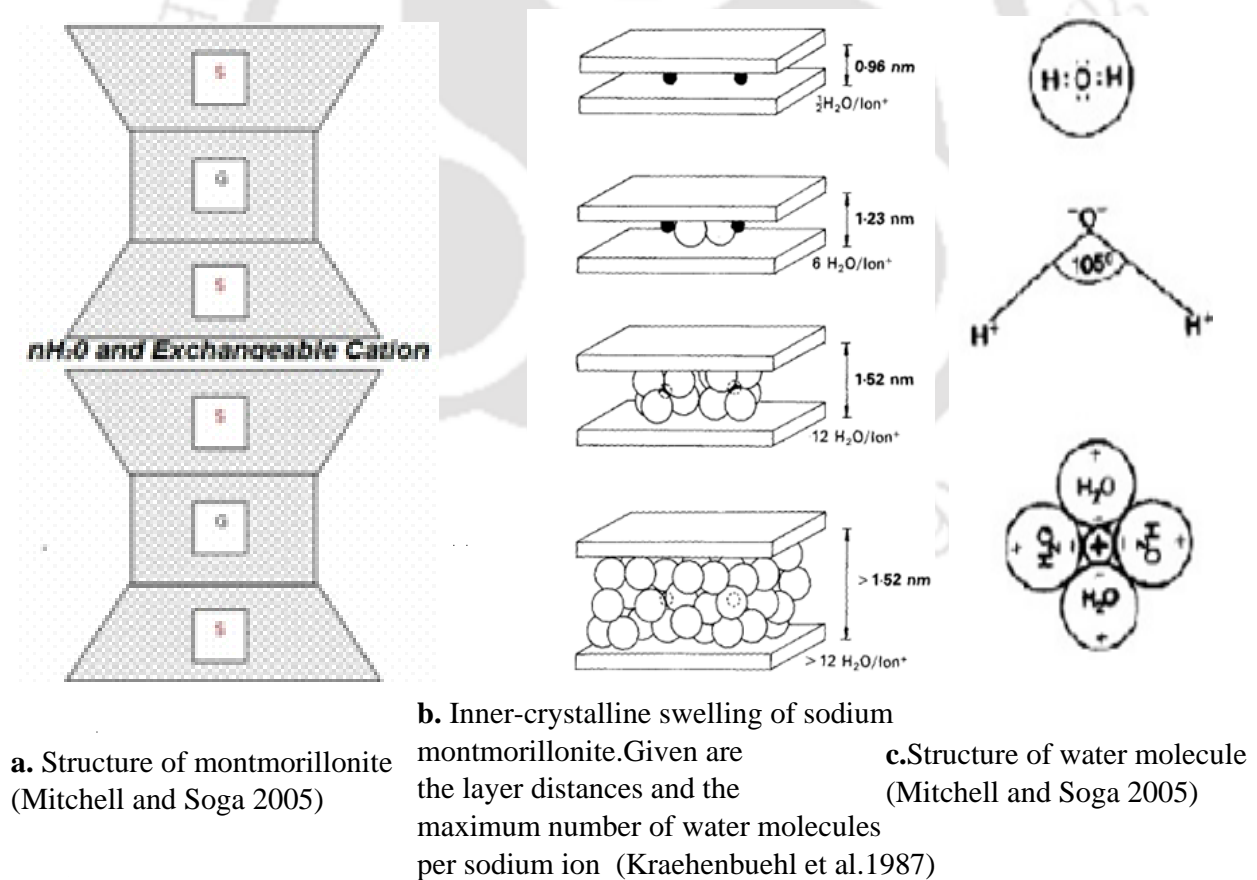 S
G
S
nH₂O and Exchangeable Cation
S
G
S
0·96 nm
½H₂O/Ion⁺
1·23 nm
6 H₂O/Ion⁺
1·52 nm
12 H₂O/Ion⁺
> 1·52 nm
> 12 H₂O/Ion⁺
H:O:H
⁻O⁻
105⁰
H⁺
H⁺
+
H₂O
-
+
H₂O
-
+
-
H₂O
+
-
H₂O
+
a. Structure of montmorillonite
(Mitchell and Soga 2005)
b. Inner-crystalline swelling of sodium
montmorillonite.Given are
the layer distances and the
maximum number of water molecules
per sodium ion (Kraehenbuehl et al.1987)
c.Structure of water molecule
(Mitchell and Soga 2005)